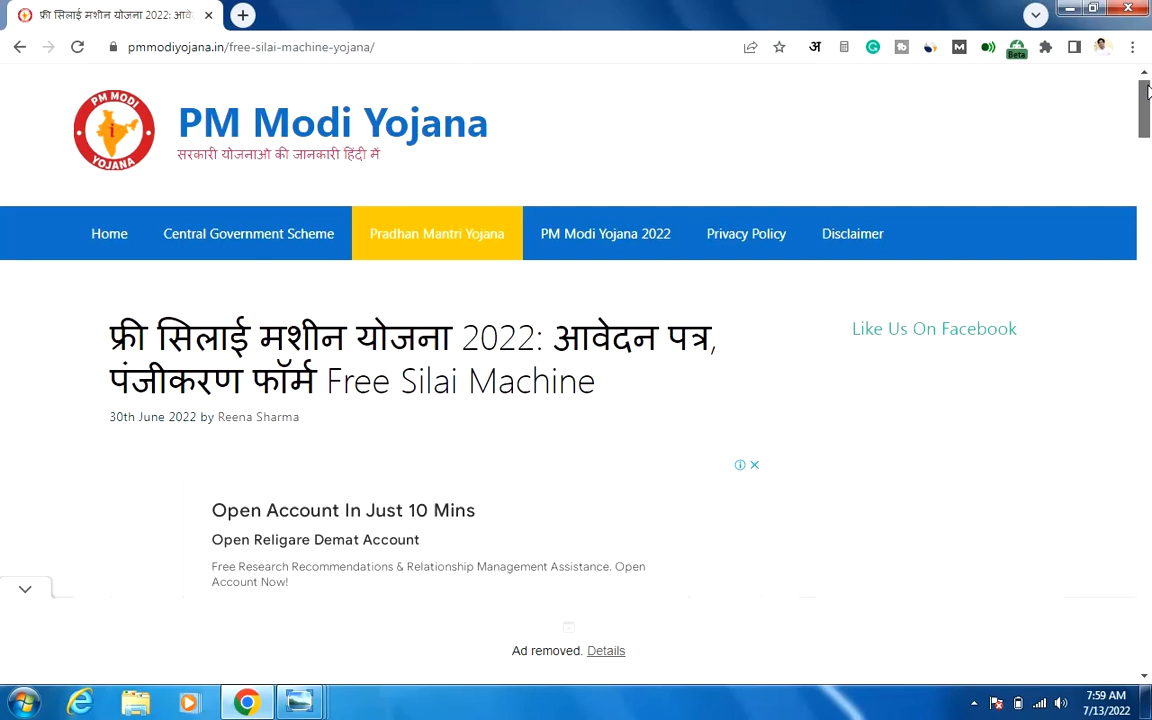 फ्री सिलाई मशीन योजना 2022: आवे
pmmodiyojana.in/free-silai-machine-yojana/
अ
M
Beta
PM MODI
i
YOJANA
PM Modi Yojana
सरकारी योजनाओ की जानकारी हिंदी में
Home Central Government Scheme Pradhan Mantri Yojana PM Modi Yojana 2022 Privacy Policy Disclaimer
फ्री सिलाई मशीन योजना 2022: आवेदन पत्र,
पंजीकरण फॉर्म Free Silai Machine
30th June 2022 by Reena Sharma
Like Us On Facebook
Open Account In Just 10 Mins
Open Religare Demat Account
Free Research Recommendations & Relationship Management Assistance. Open
Account Now!
Ad removed. Details
7:59 AM
7/13/2022